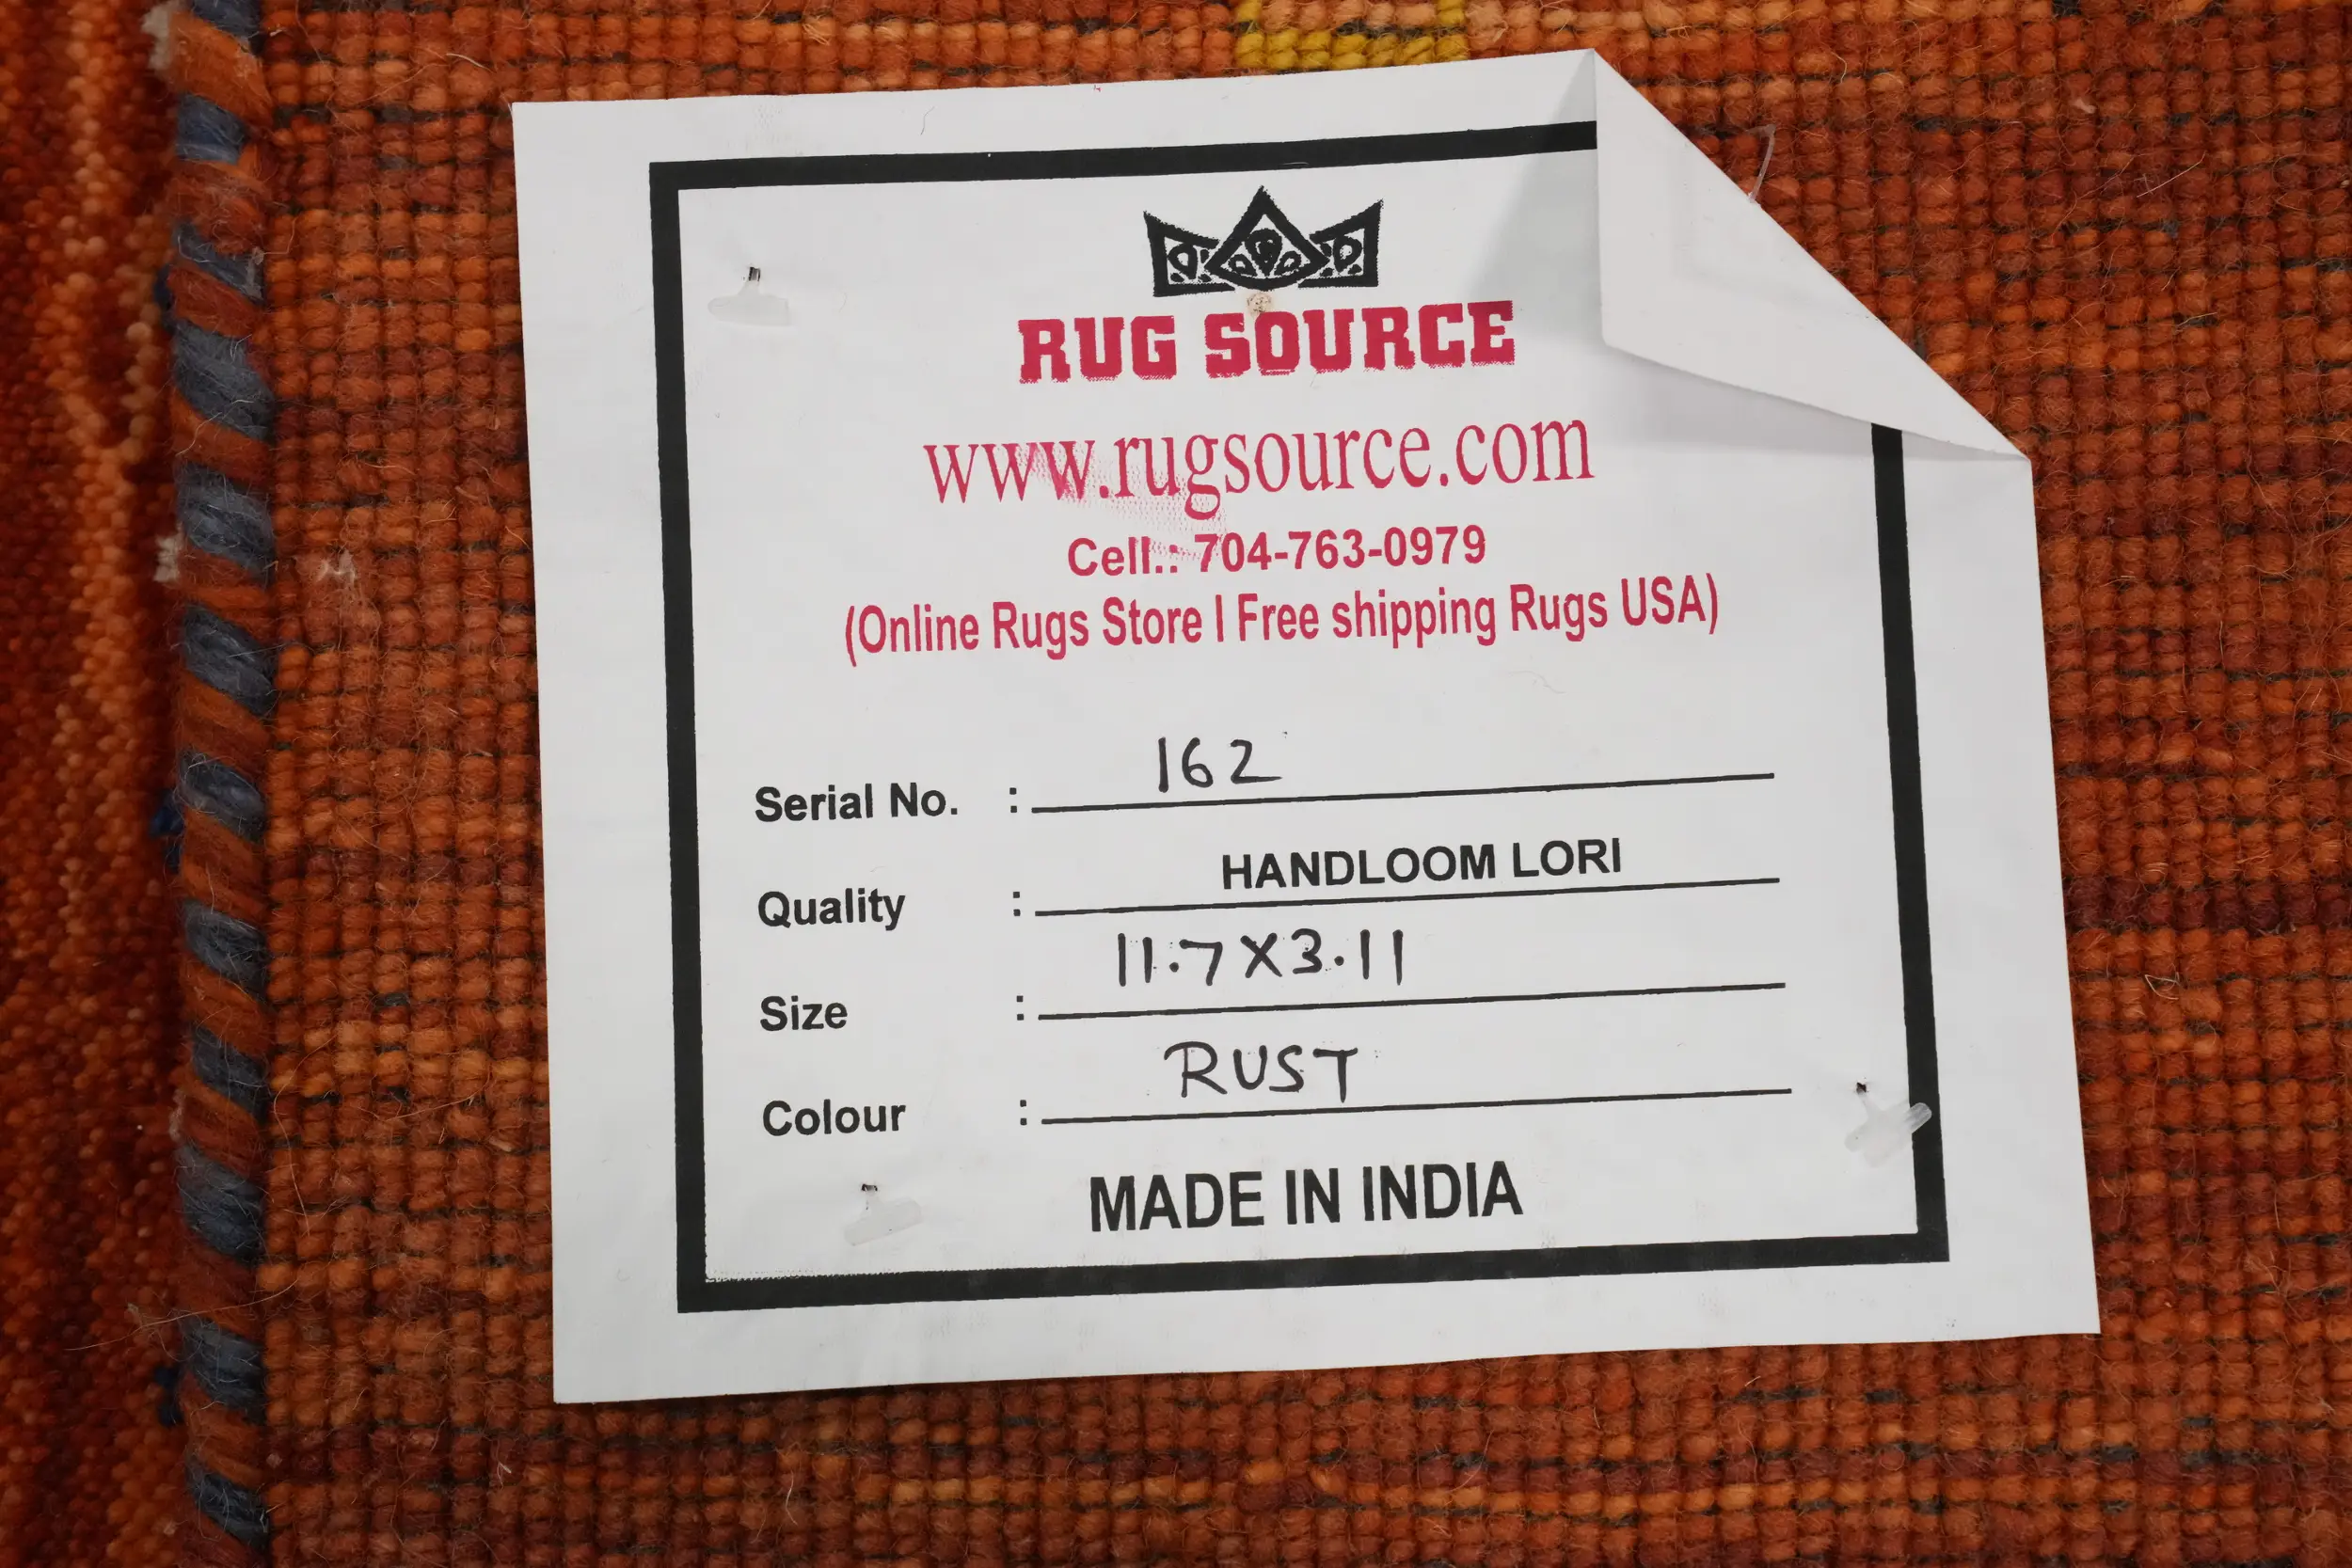 RUG SOURCE
www.rugsource.com
Cell.: 704-763-0979
(Online Rugs Store I Free shipping Rugs USA)
Serial No. : 162
Quality : HANDLOOM LORI
Size : 11.7X3.11
Colour : RUST
MADE IN INDIA